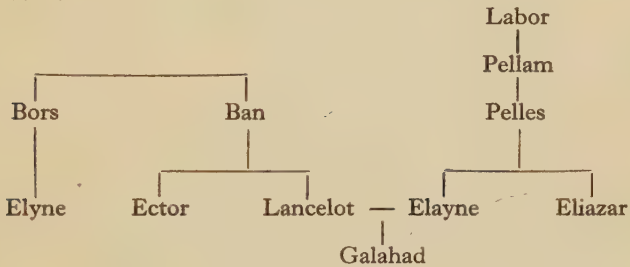 Labor
Pellam
Bors Ban Pelles
Elyne Ector Lancelot — Elayne Eliazar
Galahad